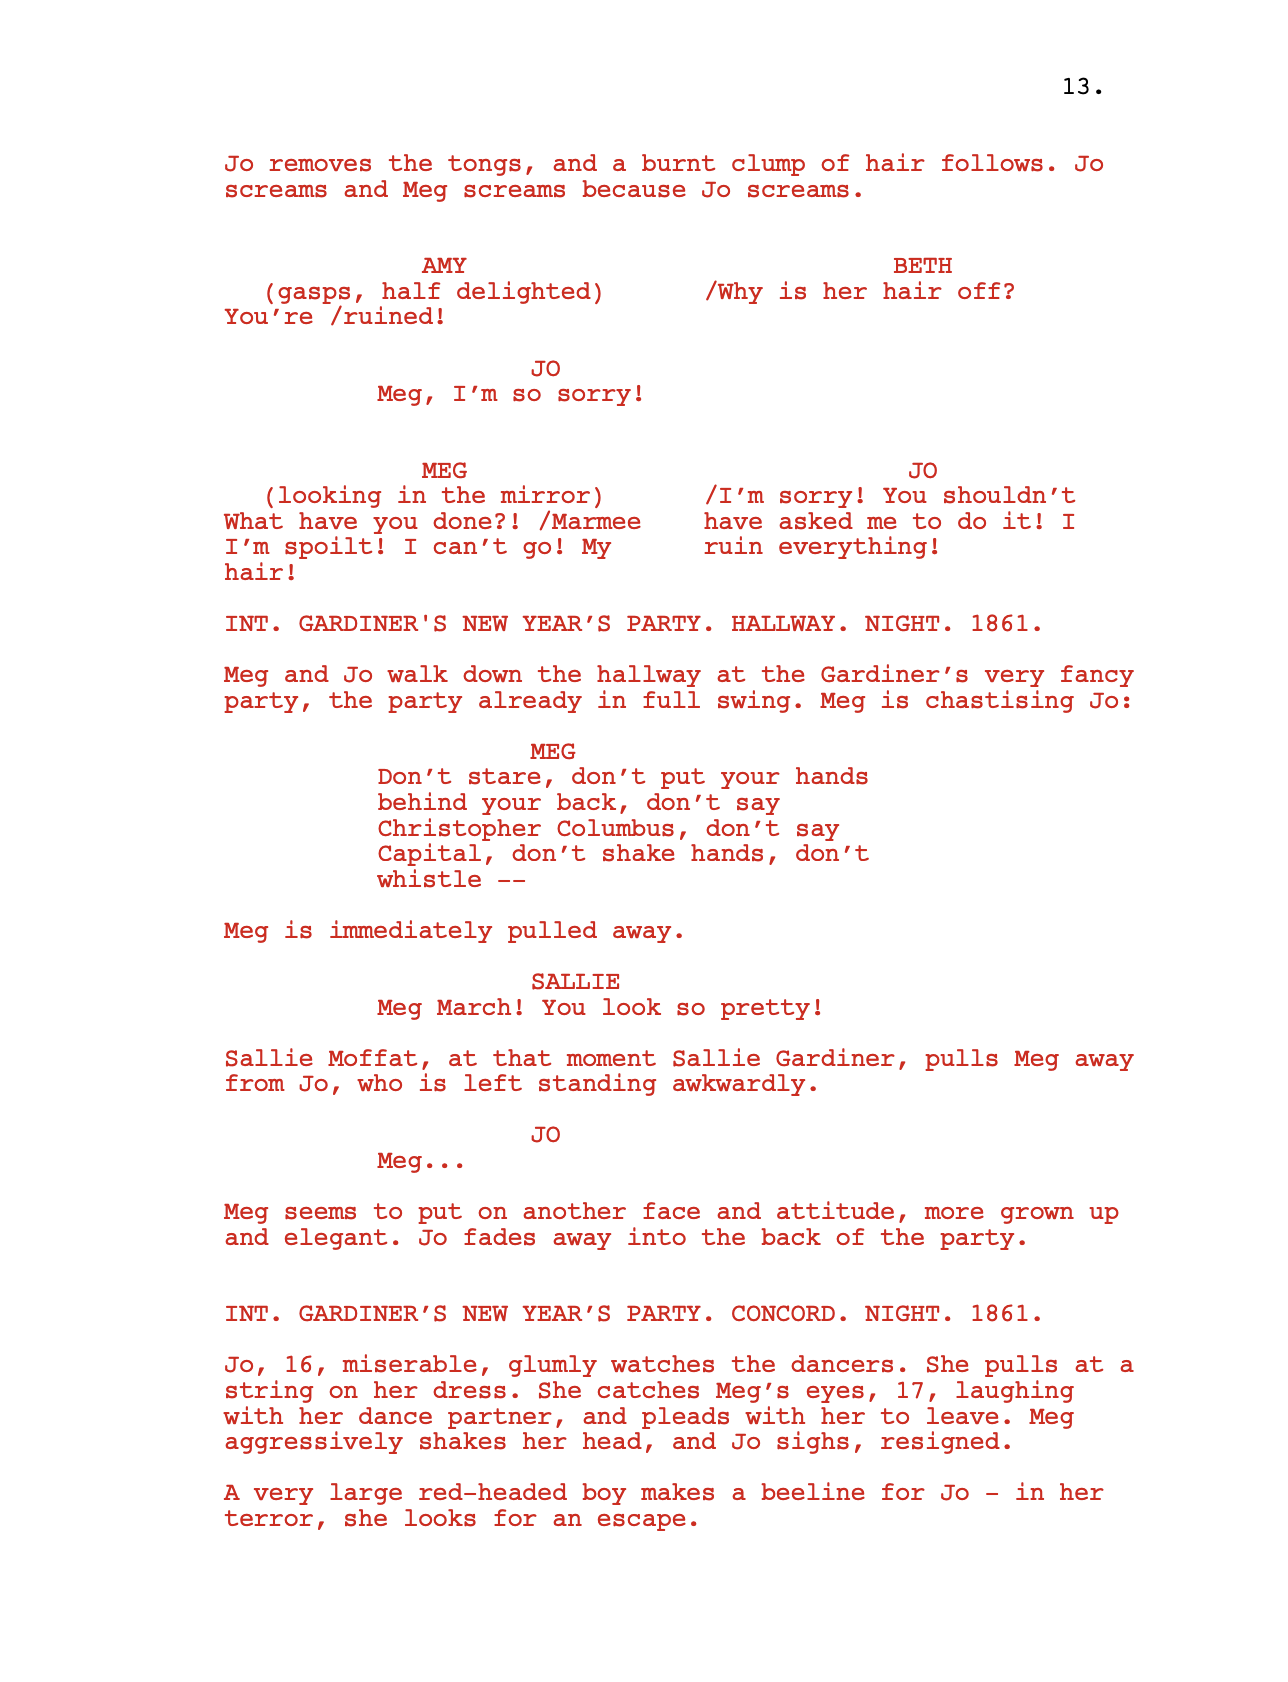 13.
Jo removes the tongs, and a burnt clump of hair follows. Jo
screams and Meg screams because Jo screams.
AMY
(gasps, half delighted)
You’re /ruined!
BETH
/Why is her hair off?
JO
Meg, I’m so sorry!
MEG
(looking in the mirror)
What have you done?! /Marmee
I’m spoilt! I can’t go! My
hair!
JO
/I’m sorry! You shouldn’t
have asked me to do it! I
ruin everything!
INT. GARDINER'S NEW YEAR’S PARTY. HALLWAY. NIGHT. 1861.
Meg and Jo walk down the hallway at the Gardiner’s very fancy
party, the party already in full swing. Meg is chastising Jo:
MEG
Don’t stare, don’t put your hands
behind your back, don’t say
Christopher Columbus, don’t say
Capital, don’t shake hands, don’t
whistle --
Meg is immediately pulled away.
SALLIE
Meg March! You look so pretty!
Sallie Moffat, at that moment Sallie Gardiner, pulls Meg away
from Jo, who is left standing awkwardly.
JO
Meg...
Meg seems to put on another face and attitude, more grown up
and elegant. Jo fades away into the back of the party.
INT. GARDINER’S NEW YEAR’S PARTY. CONCORD. NIGHT. 1861.
Jo, 16, miserable, glumly watches the dancers. She pulls at a
string on her dress. She catches Meg’s eyes, 17, laughing
with her dance partner, and pleads with her to leave. Meg
aggressively shakes her head, and Jo sighs, resigned.
A very large red-headed boy makes a beeline for Jo - in her
terror, she looks for an escape.